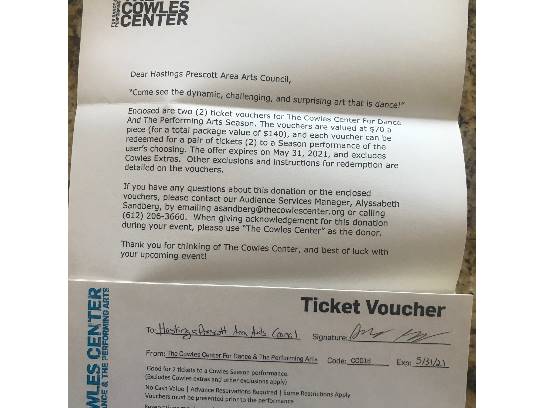 COWLES
CENTER
Dear Hastings Prescott Area Arts Council,
"Come see the dynamic, challenging, and surprising art that is dance!"
Enclosed are two (2) ticket vouchers for The Cowles Center For Dance
And The Performing Arts Season. The vouchers are valued at $70 a
piece (for a total package value of $140), and each voucher can be
redeemed for a pair of tickets (2) to a Season performance of the
user's choosing. The offer expires on May 31, 2021, and excludes
Cowles Extras. Other exclusions and instructions for redemption are
detailed on the vouchers.
If you have any questions about this donation or the enclosed
vouchers, please contact our Audience Services Manager, Alyssabeth
Sandberg, by emailing asandberg@thecowlescenter.org or calling
(612) 206-3660. When giving acknowledgement for this donation
during your event, please use "The Cowles Center" as the donor.
Thank you for thinking of The Cowles Center, and best of luck with
your upcoming event!
WLES CENTER
ANCE & THE PERFORMING ARTS
Ticket Voucher
To: Hastings Prescott Area Arts Council Signature:
From: The Cowles Center For Dance & The Performing Arts Code: Exp: 5/31/21
Good for 2 tickets to a Cowles Season performance
(Excludes Cowles extras and other exclusions apply)
No Cash Value | Advance Reservations Required | Some Restrictions Apply
Vouchers must be presented prior to the performance